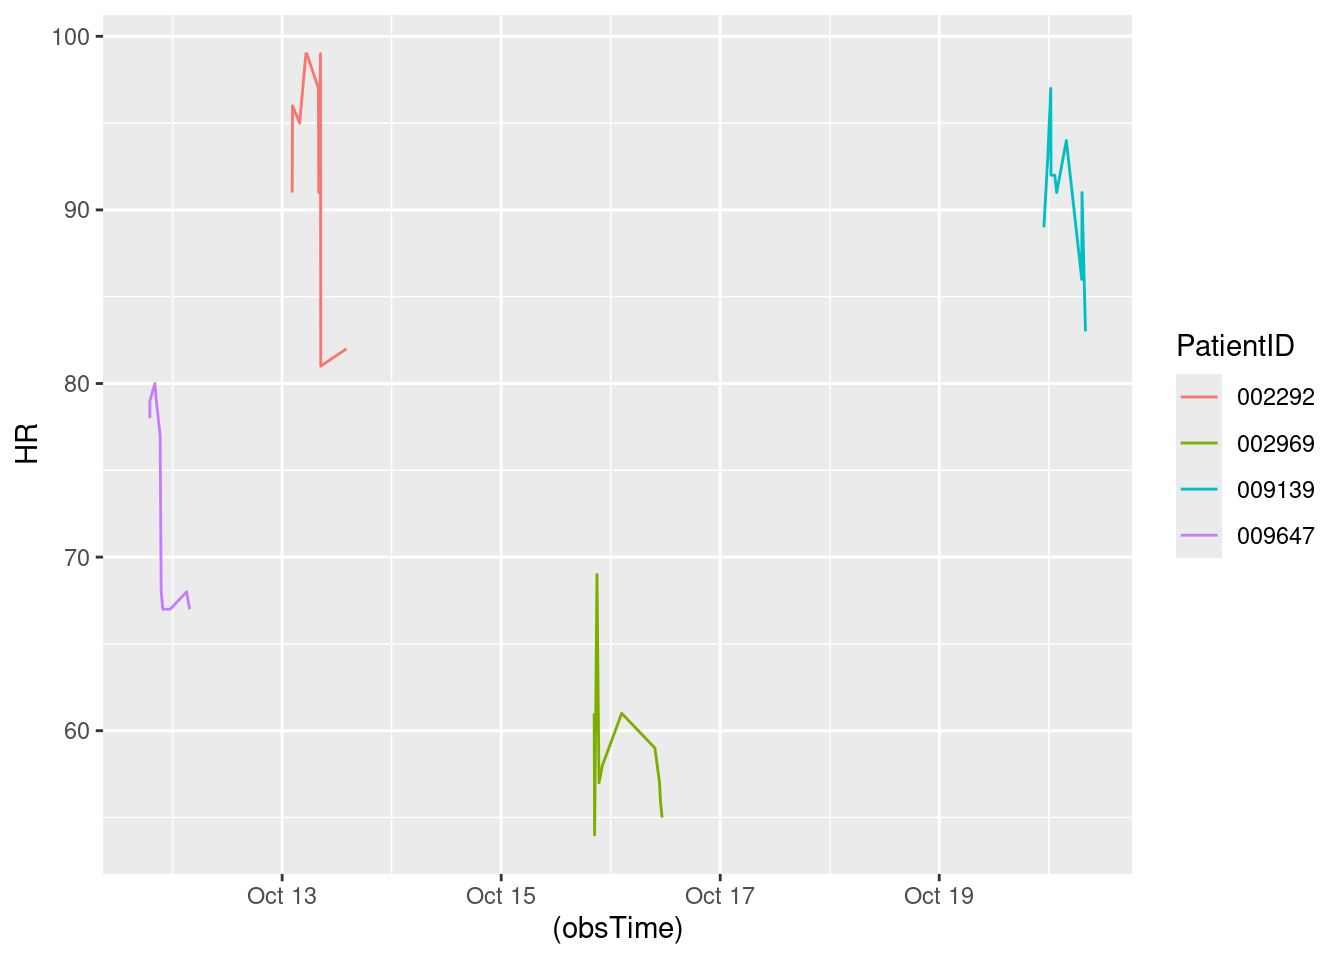 100
90
80
70
60
HR
Oct 13
Oct 15
Oct 17
Oct 19
(obsTime)
PatientID
002292
002969
009139
009647